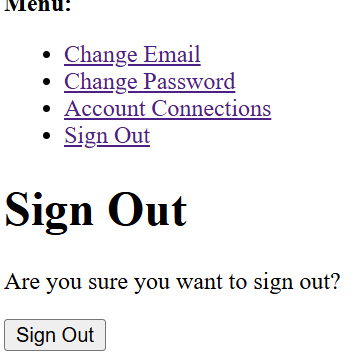 Menu:
Change Email
Change Password
Account Connections
Sign Out
Sign Out
Are you sure you want to sign out?
Sign Out